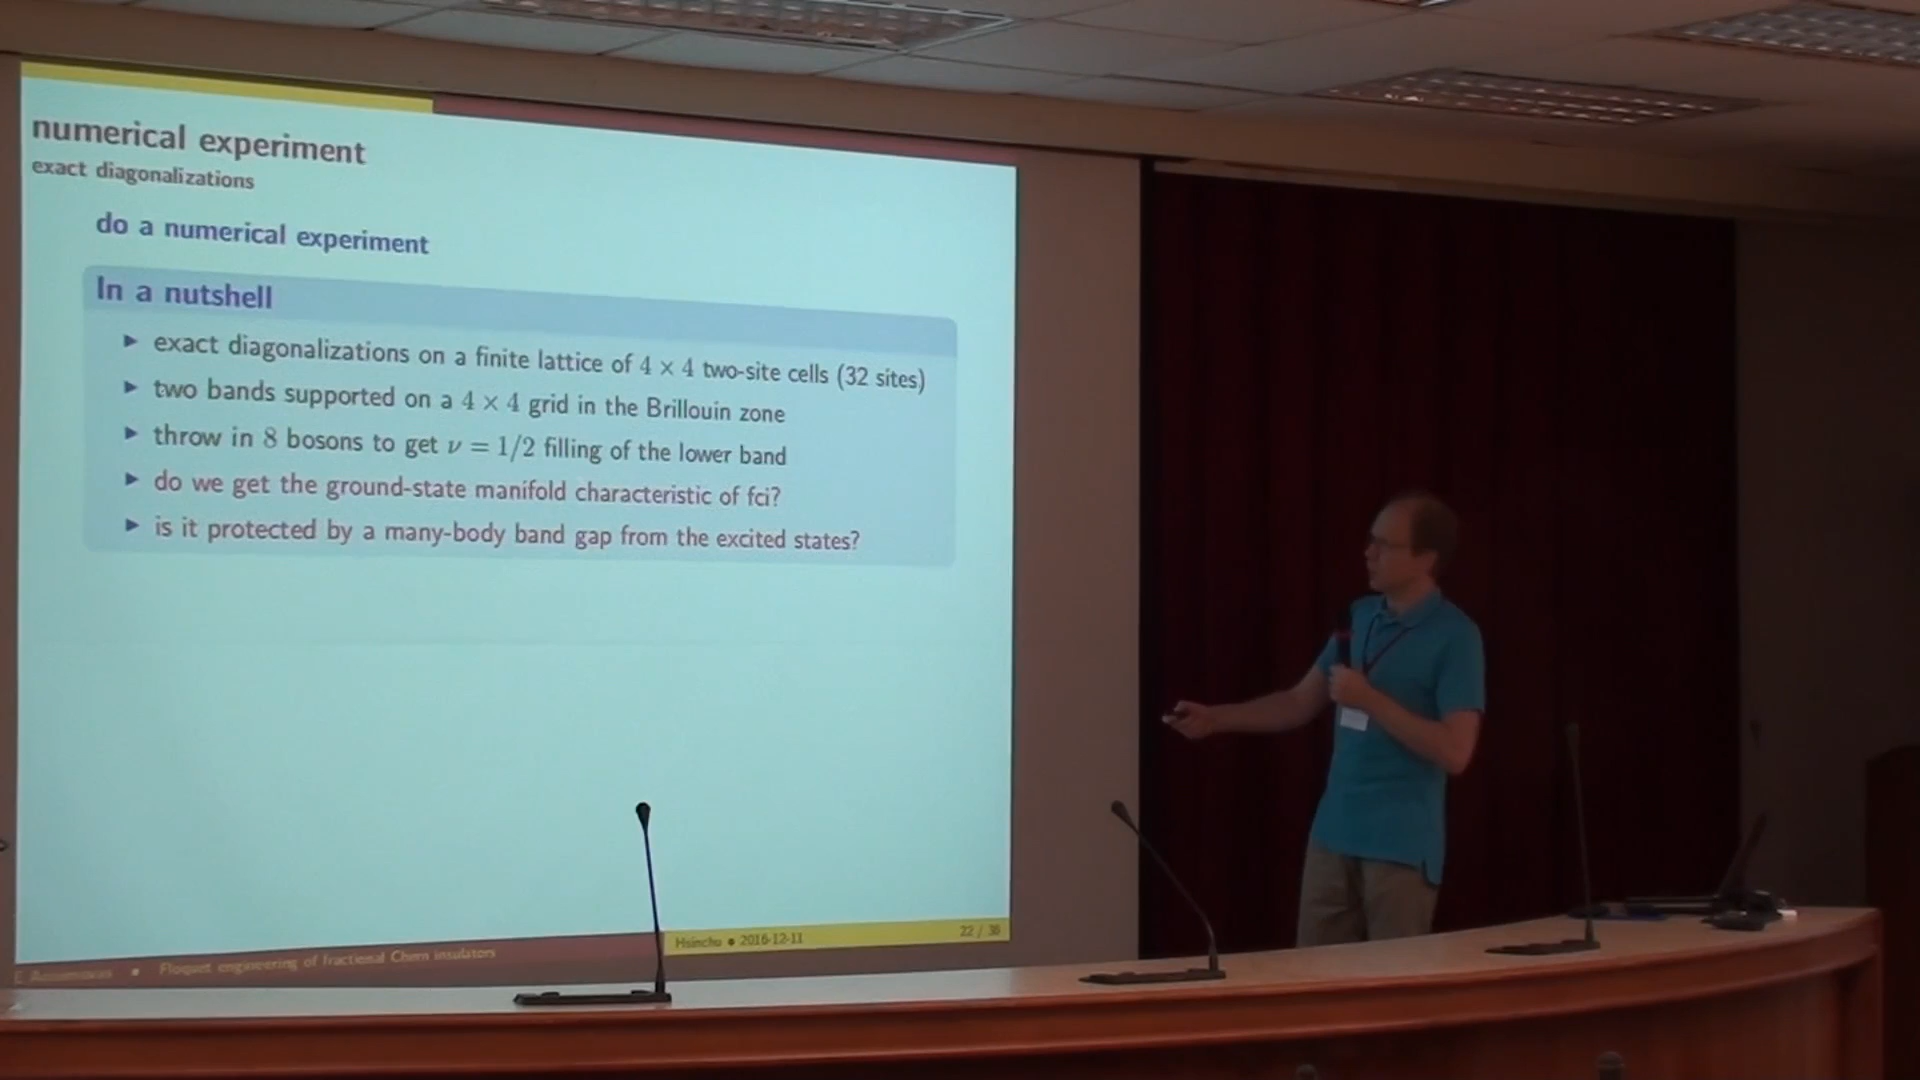 numerical experiment
exact diagonalizations
do a numerical experiment
In a nutshell
▶ exact diagonalizations on a finite lattice of 4 × 4 two-site cells (32 sites)
▶ two bands supported on a 4 × 4 grid in the Brillouin zone
▶ throw in 8 bosons to get ν = 1/2 filling of the lower band
▶ do we get the ground-state manifold characteristic of fci?
▶ is it protected by a many-body band gap from the excited states?
• Floquet engineering of fractional Chern insulators
Hsinchu • 2016-12-11
22 /